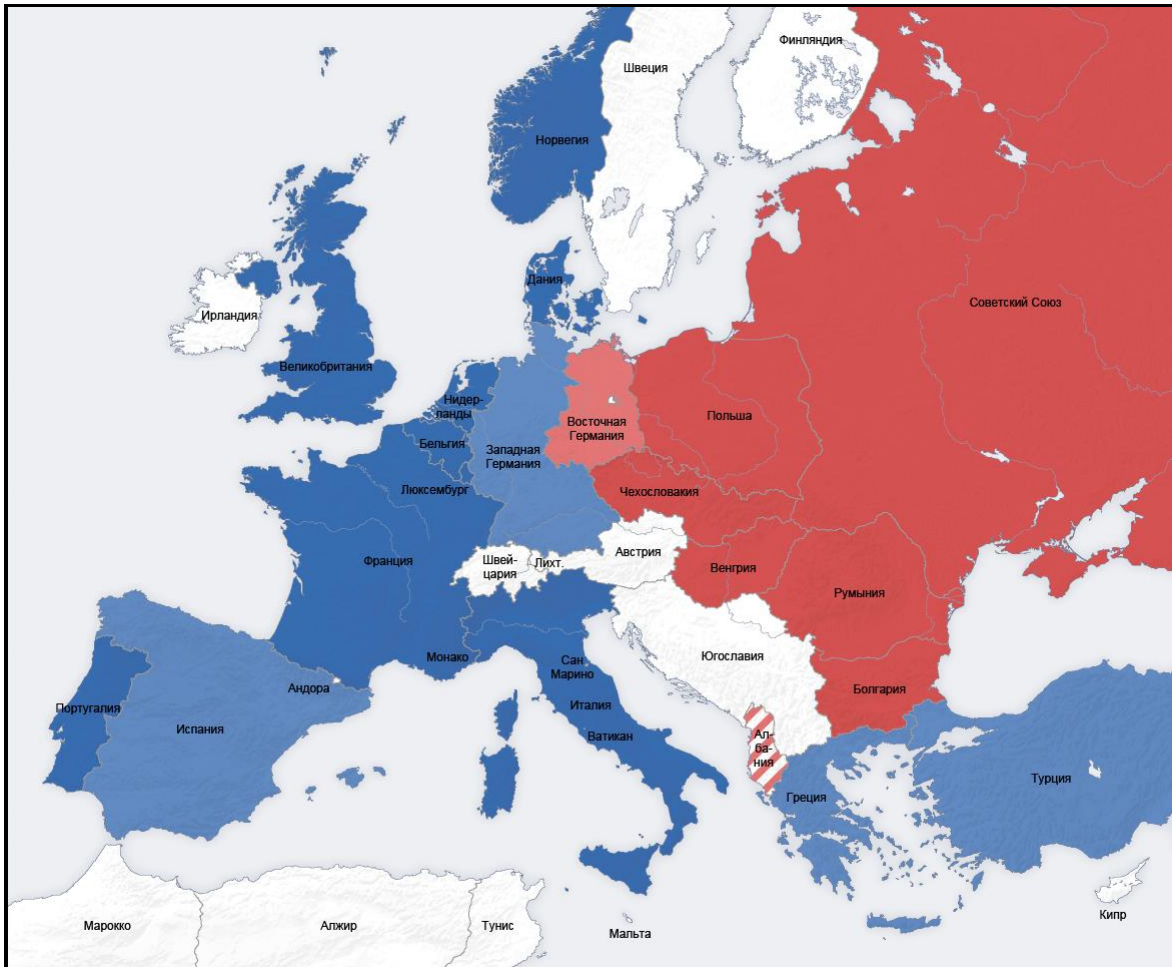 Финляндия
Швеция
Норвегия
Дания
Советский Союз
Ирландия
Великобритания
Нидер-
ланды
Польша
Восточная
Германия
Бельгия
Западная
Германия
Люксембург
Чехословакия
Австрия
Франция
Швей-
цария
Лихт.
Венгрия
Румыния
Монако
Сан
Марино
Югославия
Андора
Болгария
Португалия
Италия
Испания
Ватикан
Ал-
ба-
ния
Турция
Греция
Марокко
Алжир
Тунис
Мальта
Кипр